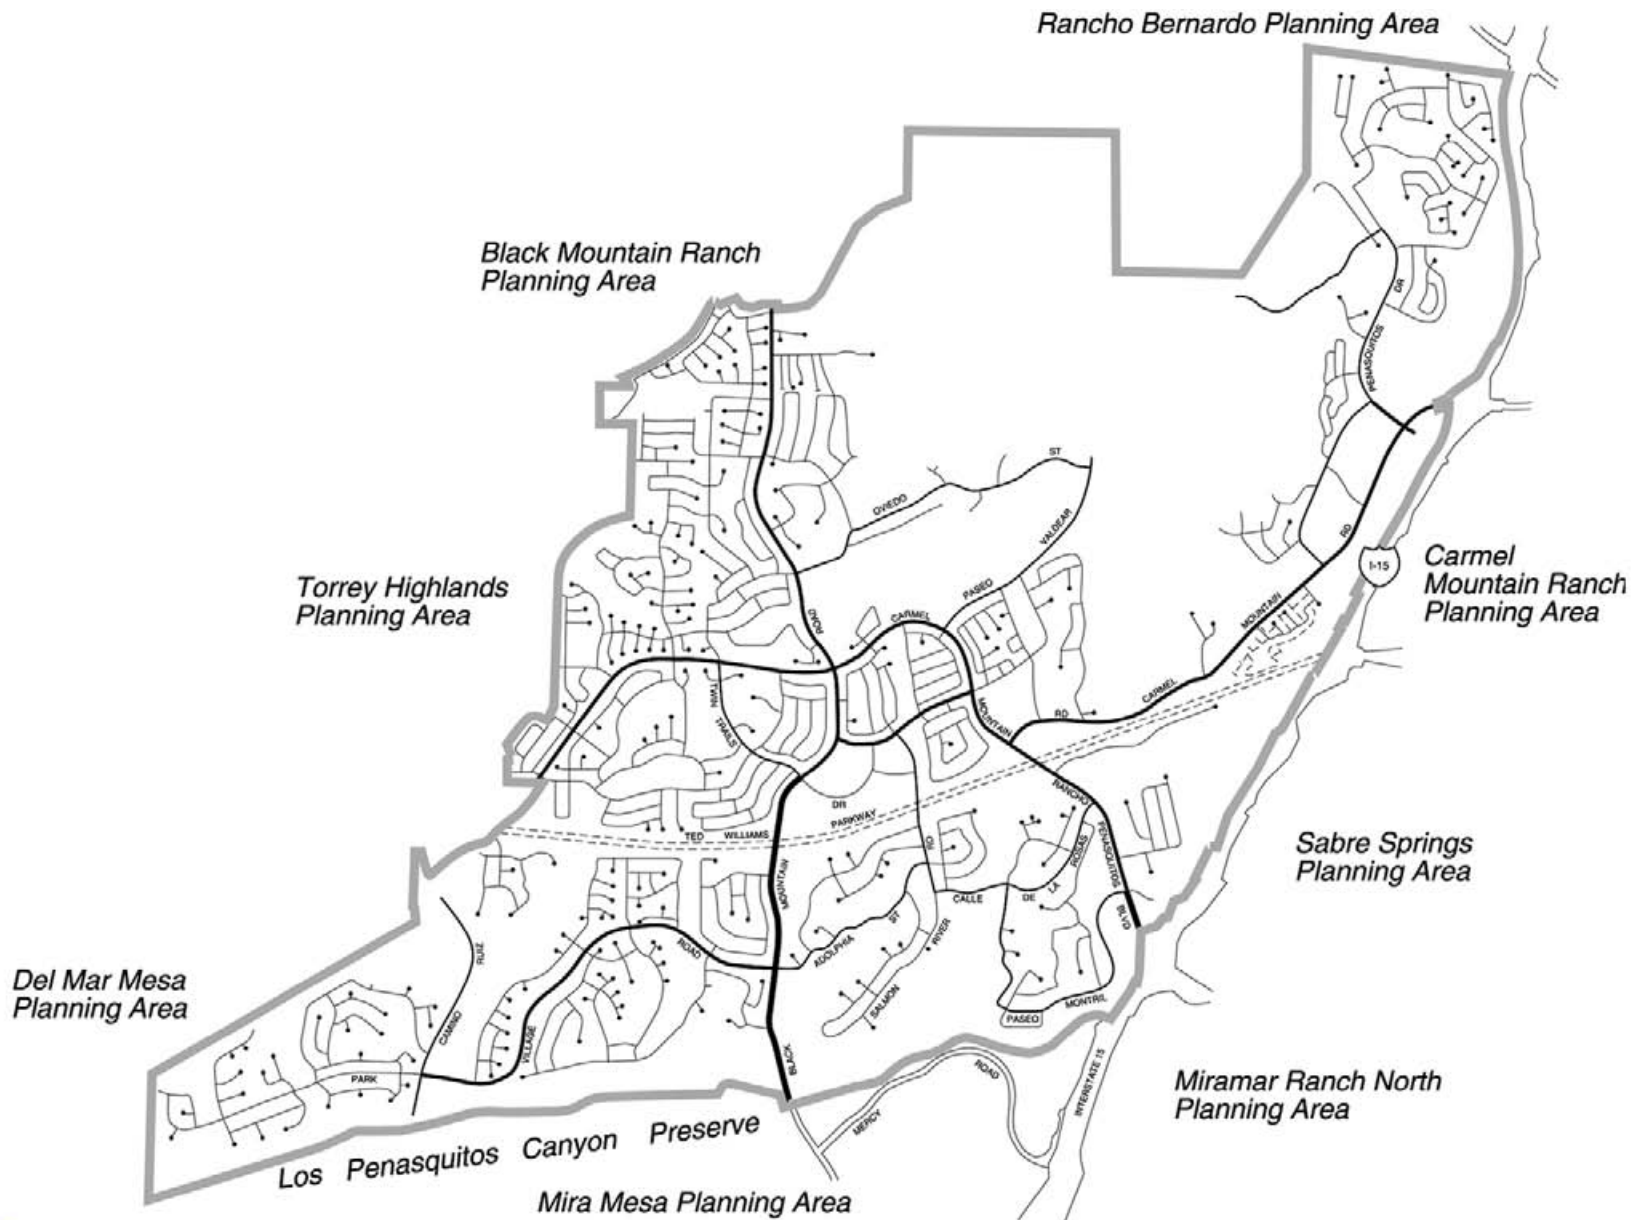 Rancho Bernardo Planning Area
Black Mountain Ranch
Planning Area
DR
PENASQUITOS
ST
OVIEDO
VALDEAR
RD
I-15
Carmel
Mountain Ranch
Planning Area
Torrey Highlands
Planning Area
PASEO
MOUNTAIN
ROAD
CARMEL
TWIN
TRAILS
CARMEL
MOUNTAIN
RD
RANCHO
DR
PARKWAY
TED WILLIAMS
PENASQUITOS
RD
ROSAS
Sabre Springs
Planning Area
MOUNTAIN
CALLE DE LA
BLVD
ST
ADOLPHIA
RIVER
ROAD
RUIZ
Del Mar Mesa
Planning Area
SALMON
MONTRIL
PASEO
CAMINO
VILLAGE
PARK
BLACK
ROAD
INTERSTATE 15
MERCY
Miramar Ranch North
Planning Area
Los Penasquitos Canyon Preserve
Mira Mesa Planning Area